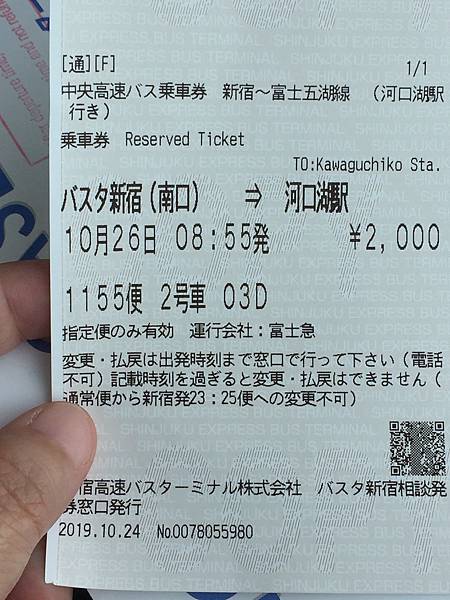 [通][F]
1/1
中央高速バス乗車券 新宿～富士五湖線 （河口湖駅
行き）
乗車券 Reserved Ticket
TO:Kawaguchiko Sta.
バスタ新宿（南口） ⇒ 河口湖駅
10月26日 08:55発 ￥2,000
1155便 2号車 03D
指定便のみ有効 運行会社：富士急
変更・払戻は出発時刻まで窓口で行って下さい（電話
不可）記載時刻を過ぎると変更・払戻はできません（
通常便から新宿発23：25便への変更不可）
宿高速バスターミナル株式会社 バスタ新宿相談発
券窓口発行
2019.10.24 No.0078055980
SHINJUKU EXPRESS BUS TERMINAL